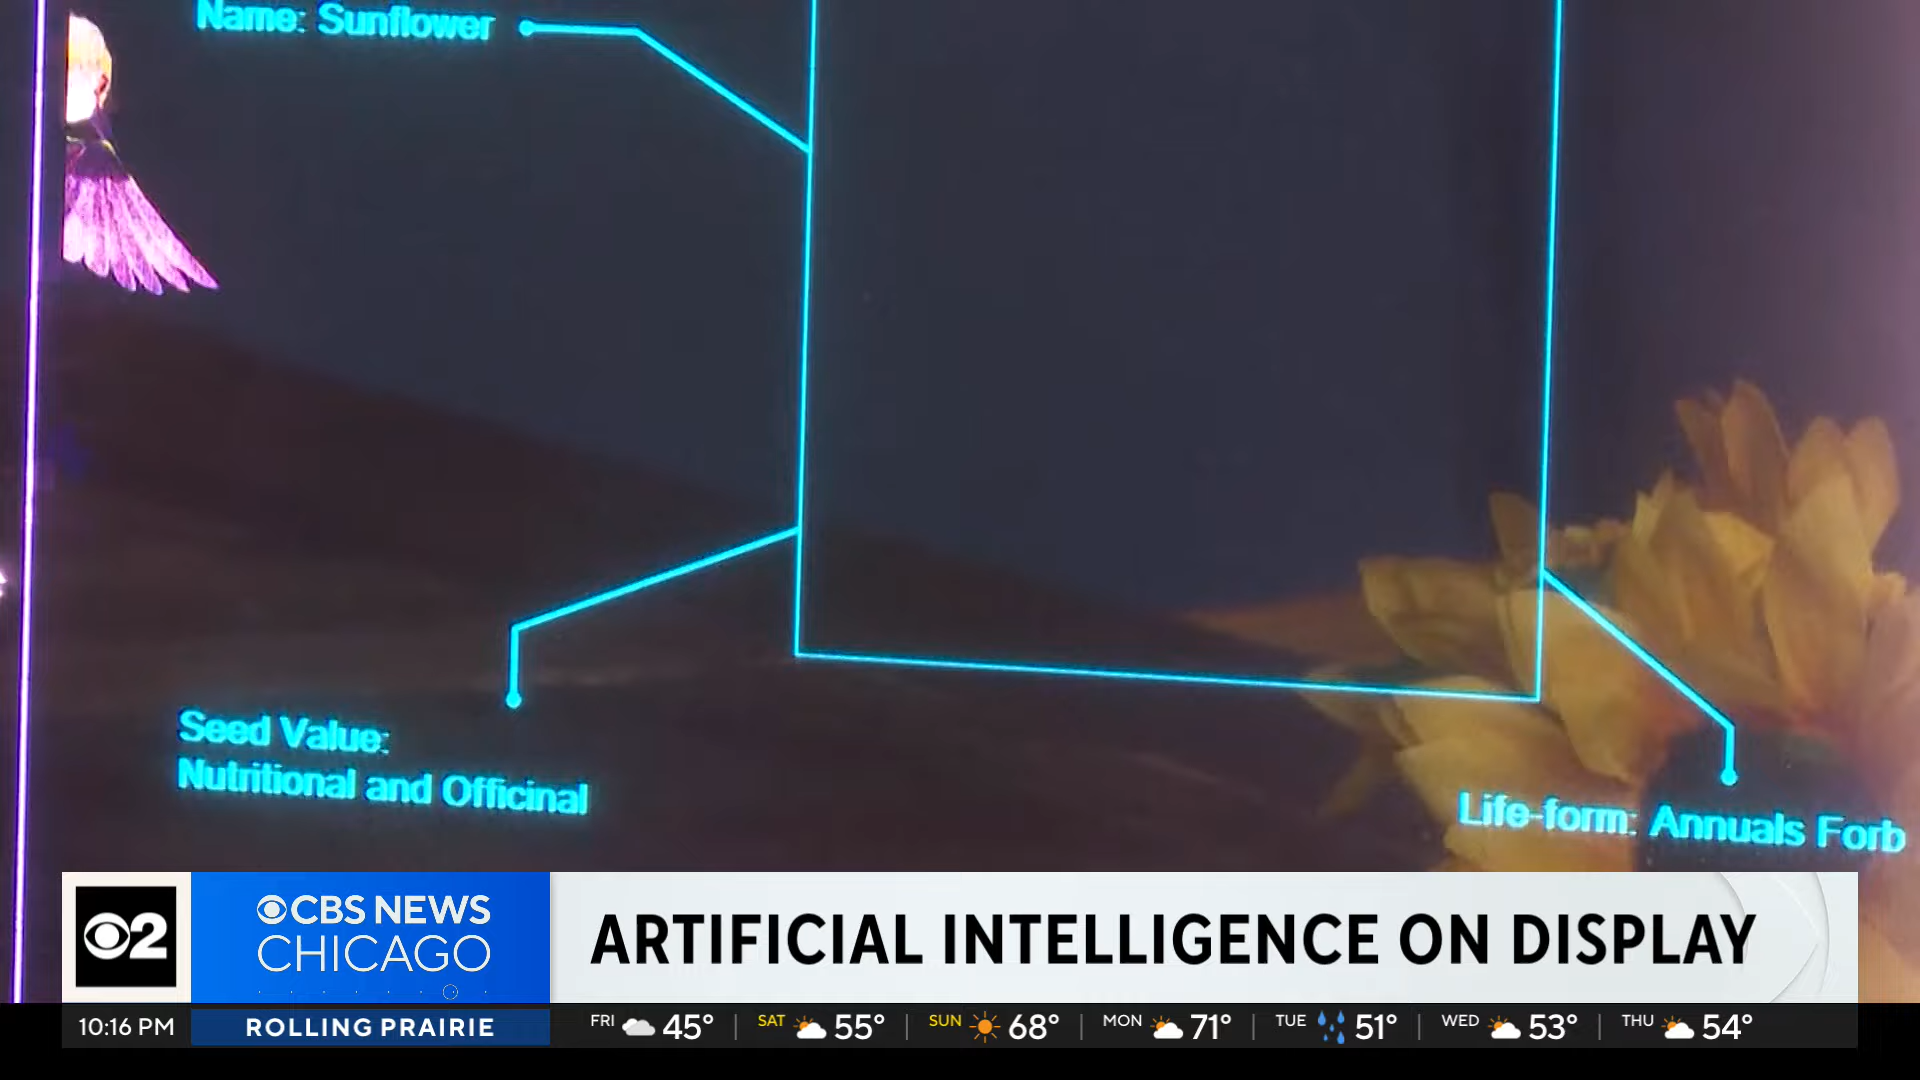 Name: Sunflower
Seed Value:
Nutritional and Officinal
Life-form: Annuals Forb
2
CBS NEWS
CHICAGO
ARTIFICIAL INTELLIGENCE ON DISPLAY
10:16 PM
ROLLING PRAIRIE
FRI 45° | SAT 55° | SUN 68° | MON 71° | TUE 51° | WED 53° | THU 54°